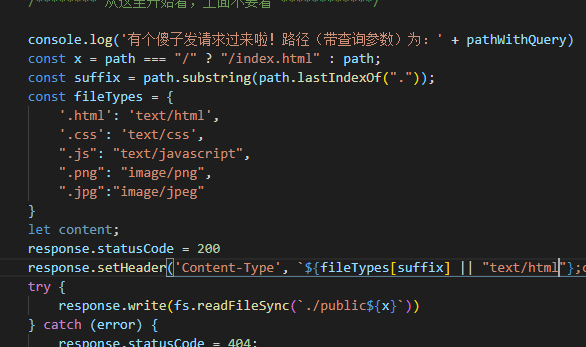 /******** 从这里开始看，上面不要看 ************/
console.log('有个傻子发请求过来啦！路径（带查询参数）为：' + pathWithQuery)
const x = path === "/" ? "/index.html" : path;
const suffix = path.substring(path.lastIndexOf("."));
const fileTypes = {
'.html': 'text/html',
'.css': 'text/css',
".js": "text/javascript",
".png": "image/png",
".jpg":"image/jpeg"
}
let content;
response.statusCode = 200
response.setHeader('Content-Type', `${fileTypes[suffix] || "text/html"};c
try {
response.write(fs.readFileSync(`./public${x}`))
} catch (error) {
response.statusCode = 404;